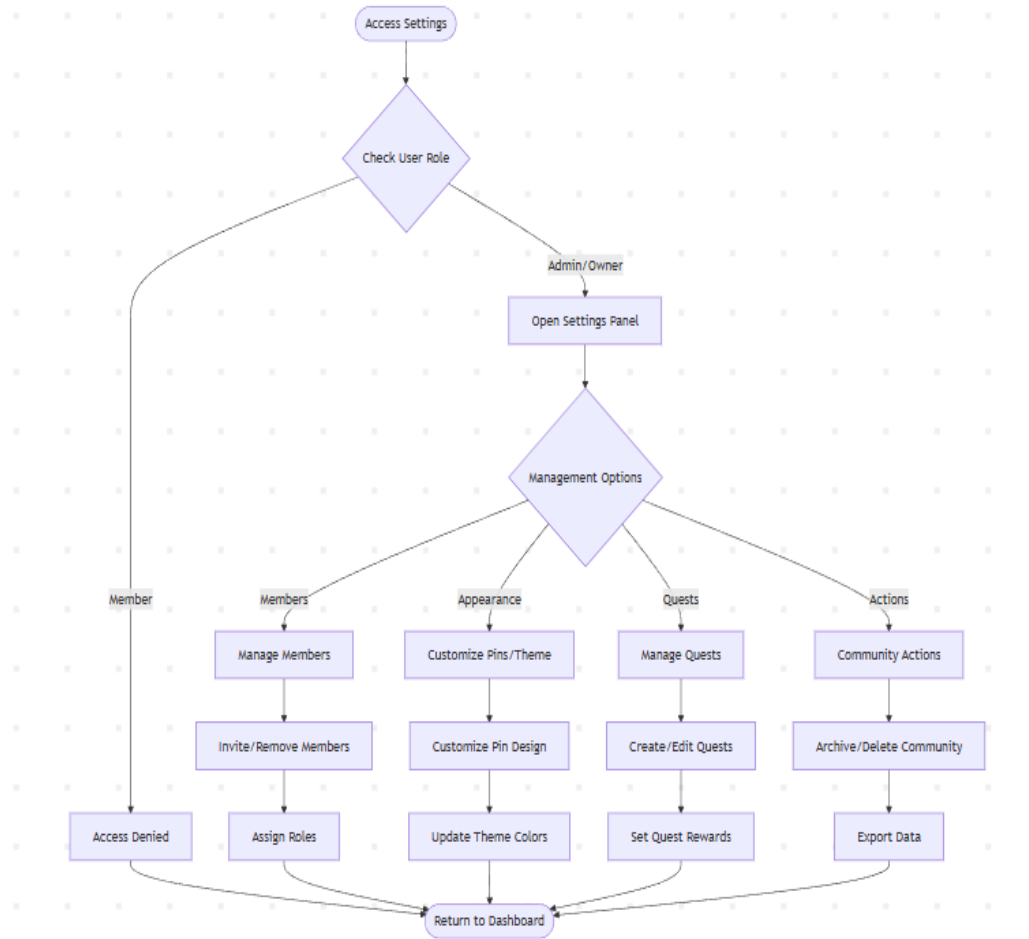 Access Settings
Check User Role
Admin/Owner
Open Settings Panel
Management Options
Member
Members
Appearance
Quests
Actions
Manage Members
Customize Pins/Theme
Manage Quests
Community Actions
Invite/Remove Members
Customize Pin Design
Create/Edit Quests
Archive/Delete Community
Access Denied
Assign Roles
Update Theme Colors
Set Quest Rewards
Export Data
Return to Dashboard